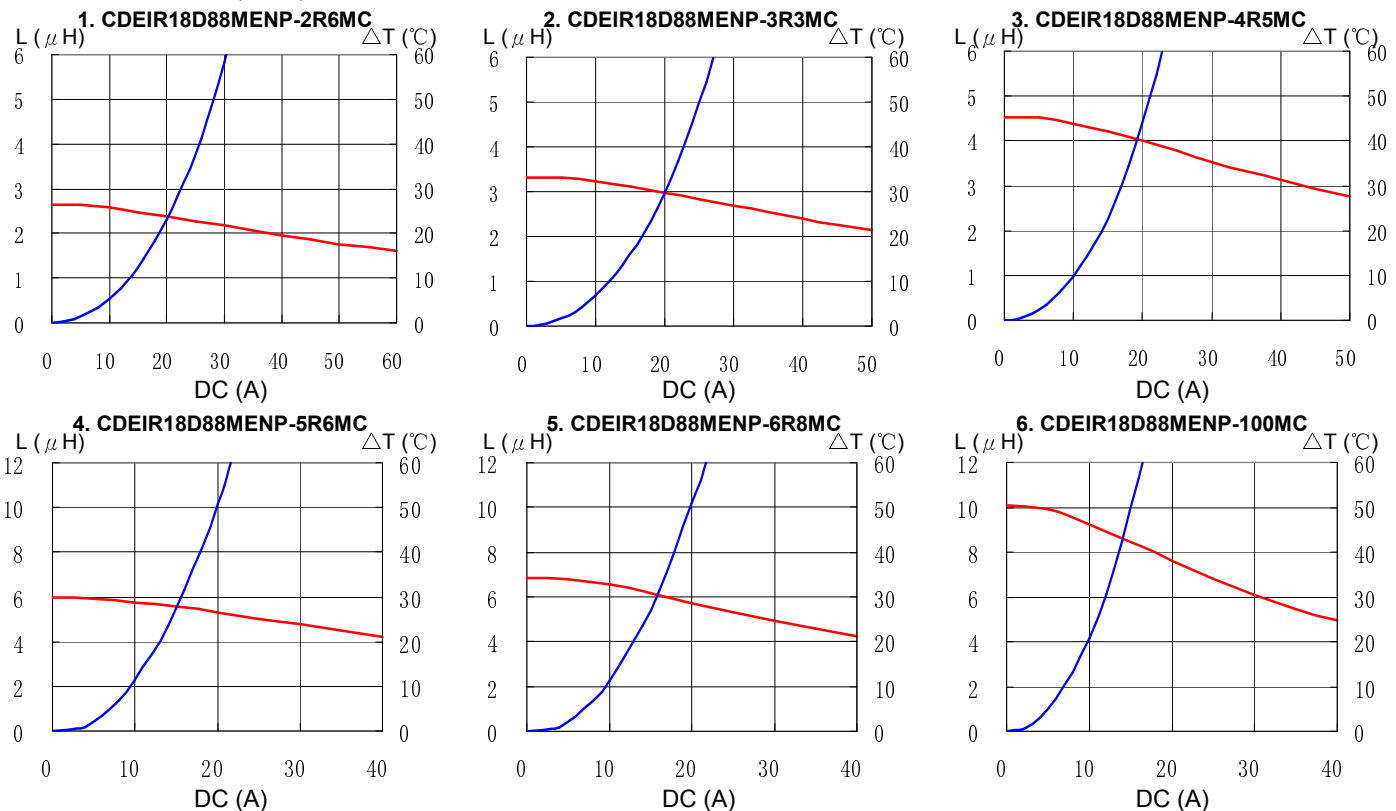 1. CDEIR18D88MENP-2R6MC
L ( μ H)
△T (℃)
6
5
4
3
2
1
0
60
50
40
30
20
10
0
0 10 20 30 40 50 60
DC (A)
2. CDEIR18D88MENP-3R3MC
L ( μ H)
△T (℃)
6
5
4
3
2
1
0
60
50
40
30
20
10
0
0 10 20 30 40 50
DC (A)
3. CDEIR18D88MENP-4R5MC
L ( μ H)
△T (℃)
6
5
4
3
2
1
0
60
50
40
30
20
10
0
0 10 20 30 40 50
DC (A)
4. CDEIR18D88MENP-5R6MC
L ( μ H)
△T (℃)
12
10
8
6
4
2
0
60
50
40
30
20
10
0
0 10 20 30 40
DC (A)
5. CDEIR18D88MENP-6R8MC
L ( μ H)
△T (℃)
12
10
8
6
4
2
0
60
50
40
30
20
10
0
0 10 20 30 40
DC (A)
6. CDEIR18D88MENP-100MC
L ( μ H)
△T (℃)
12
10
8
6
4
2
0
60
50
40
30
20
10
0
0 10 20 30 40
DC (A)